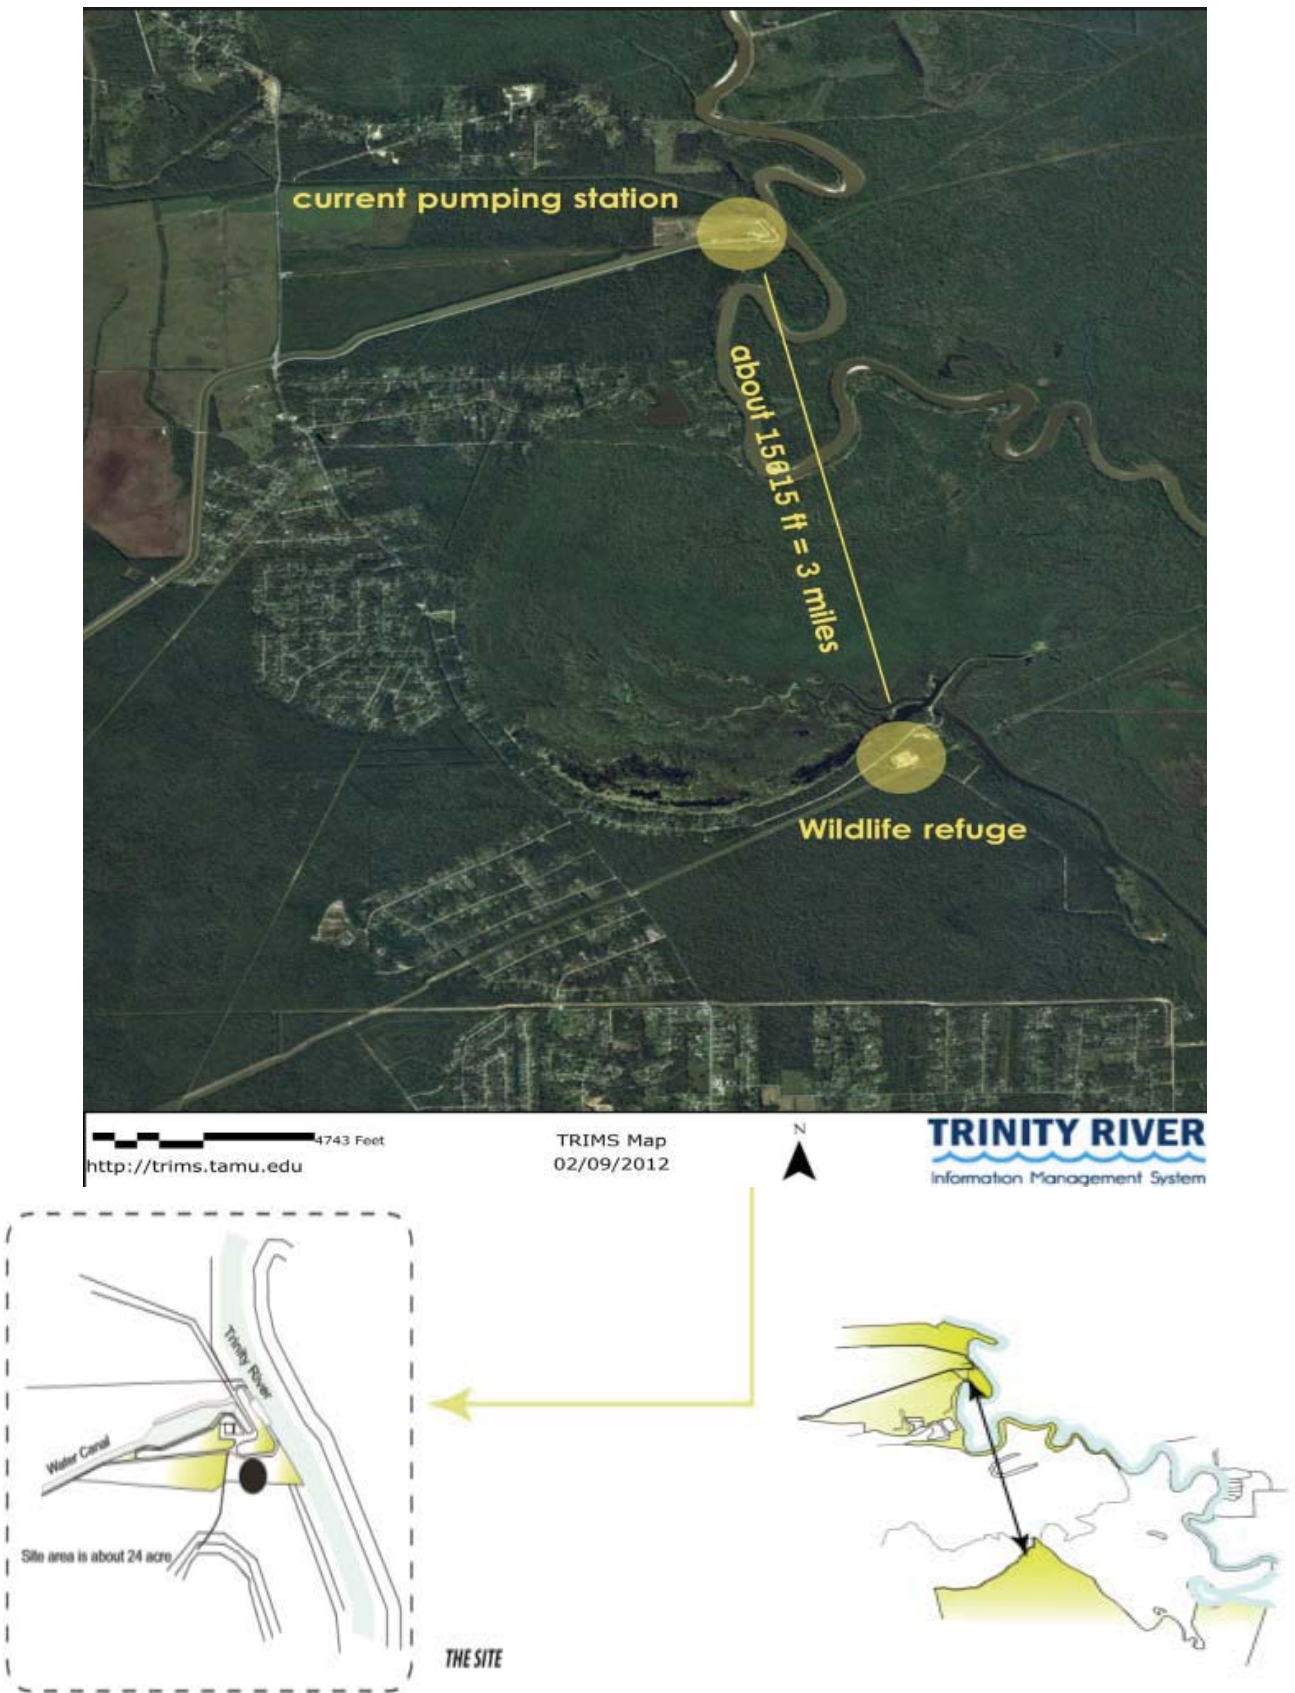 current pumping station
about 15015 ft = 3 miles
Wildlife refuge
4743 Feet
http://trims.tamu.edu
TRIMS Map
02/09/2012
N
TRINITY RIVER
Information Management System
Trinity River
Water Canal
Site area is about 24 acre
THE SITE